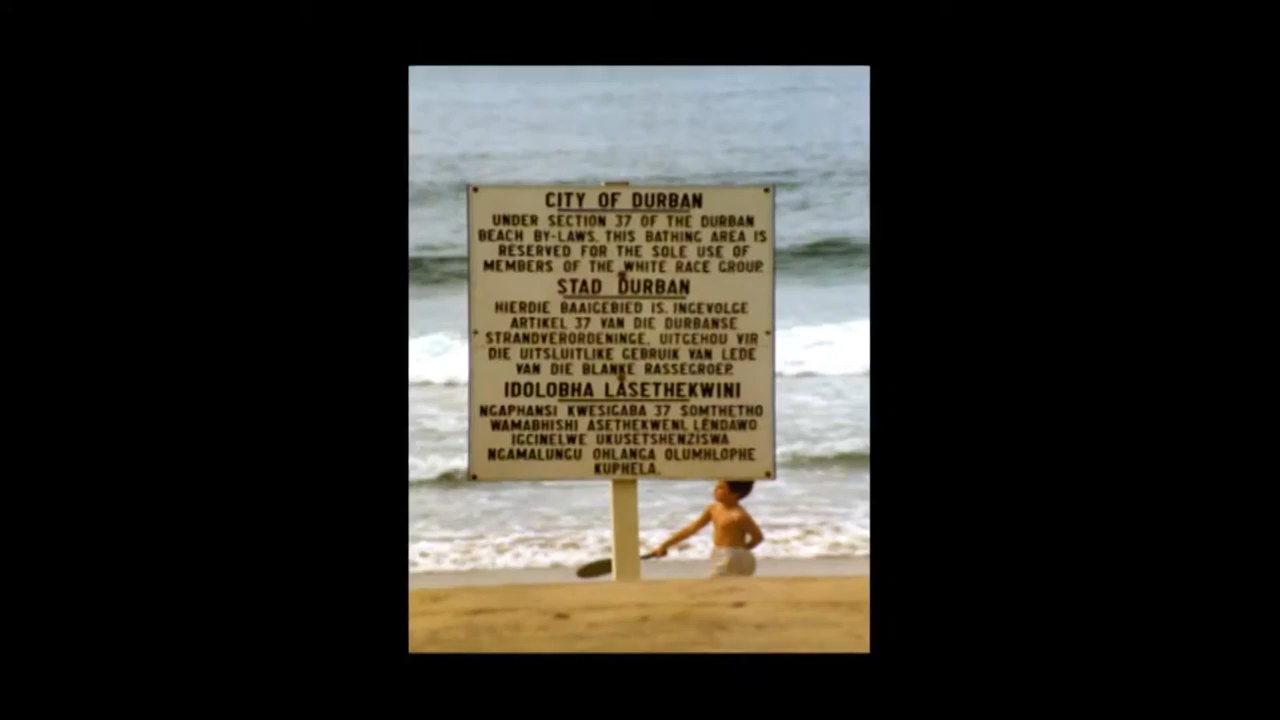 CITY OF DURBAN
UNDER SECTION 37 OF THE DURBAN
BEACH BY-LAWS. THIS BATHING AREA IS
RESERVED FOR THE SOLE USE OF
MEMBERS OF THE WHITE RACE GROUP.
STAD DURBAN
HIERDIE BAAIGEBIED IS. INGEVOLGE
ARTIKEL 37 VAN DIE DURBANSE
STRANDVERORDENINGE, UITGEHOU VIR
DIE UITSLUITLIKE GEBRUIK VAN LEDE
VAN DIE BLANKE RASSEGROEP.
IDOLOBHA LASETHEKWINI
NGAPHANSI KWESIGABA 37 SOMTHETHO
WAMABHISHI ASETHEKWENI, LENDAWO
IGCINELWE UKUSETSHENZISWA
NGAMALUNGU OHLANGA OLUMHLOPHE
KUPHELA.